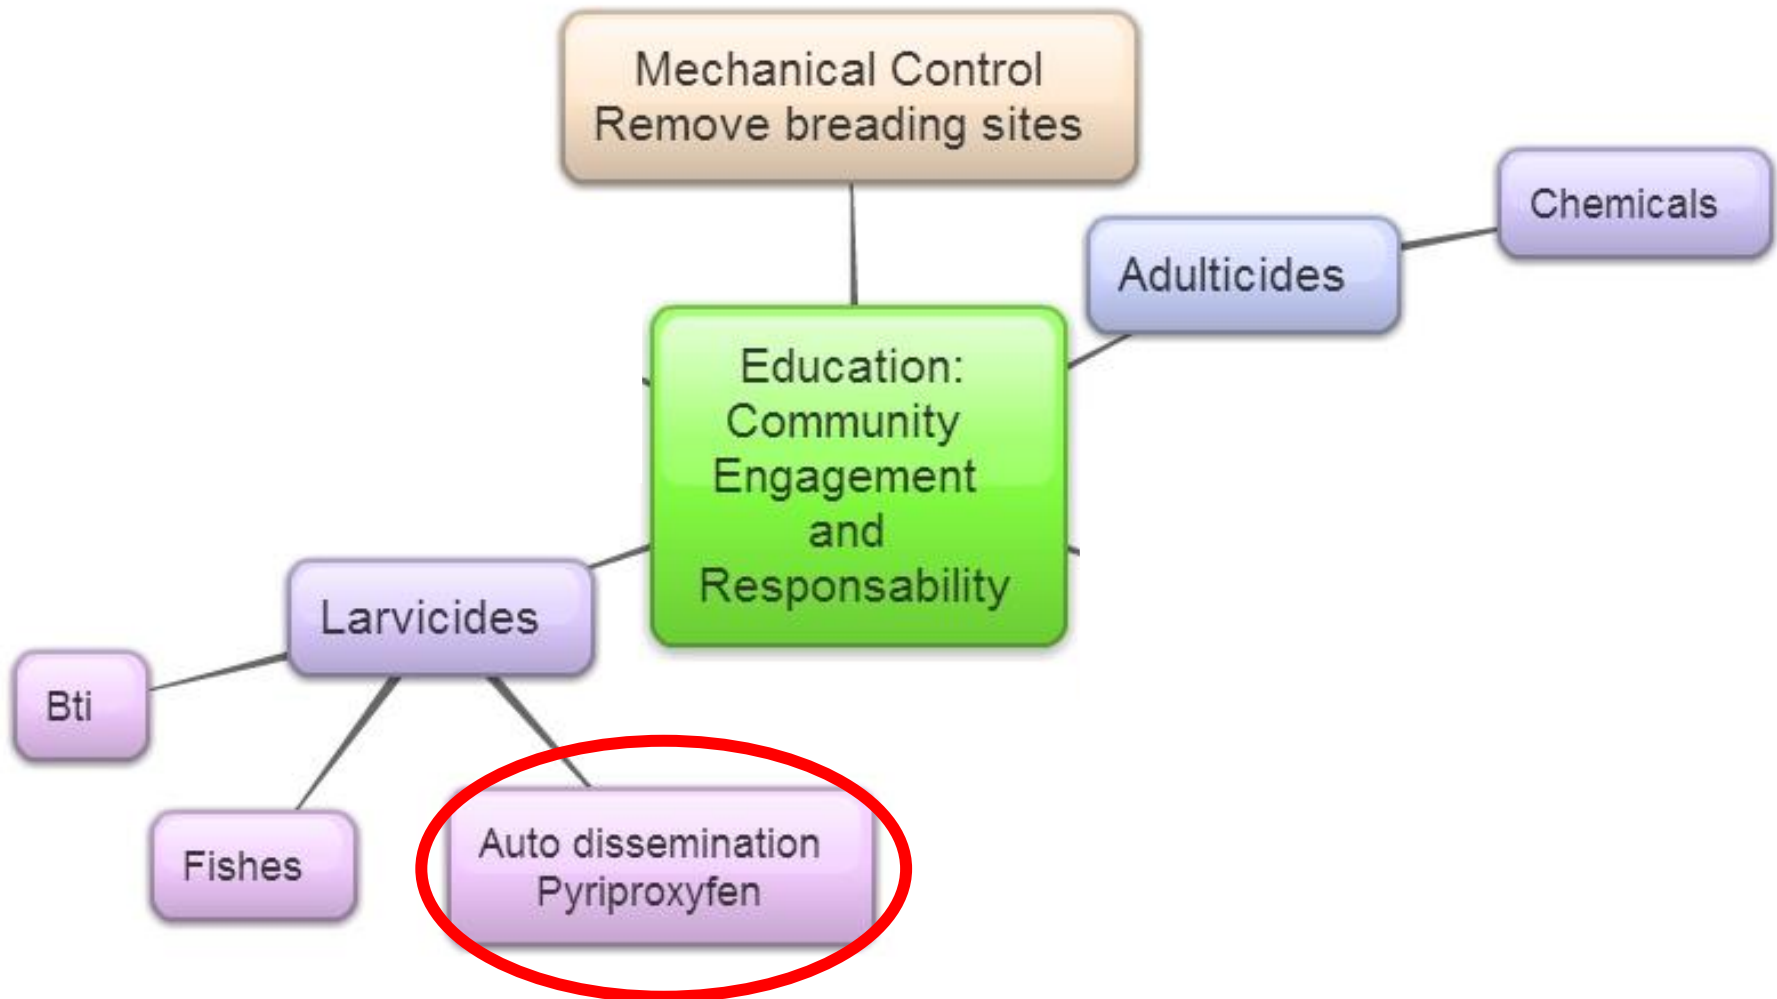 Mechanical Control
Remove breading sites
Chemicals
Adulticides
Education:
Community
Engagement
and
Responsability
Larvicides
Bti
Fishes
Auto dissemination
Pyriproxyfen